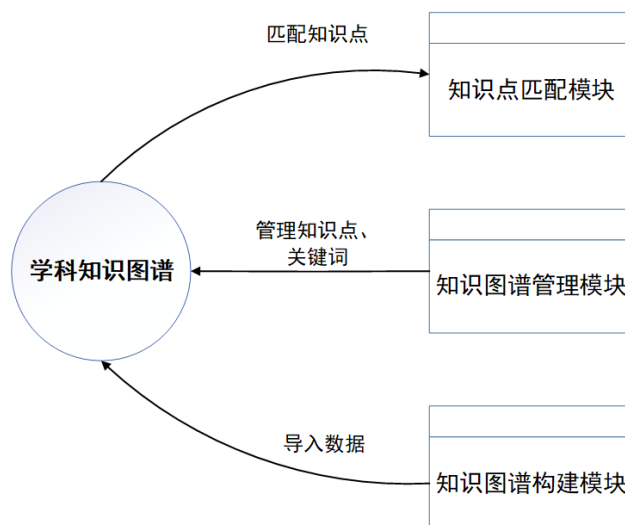 匹配知识点
知识点匹配模块
管理知识点、
关键词
学科知识图谱
知识图谱管理模块
导入数据
知识图谱构建模块